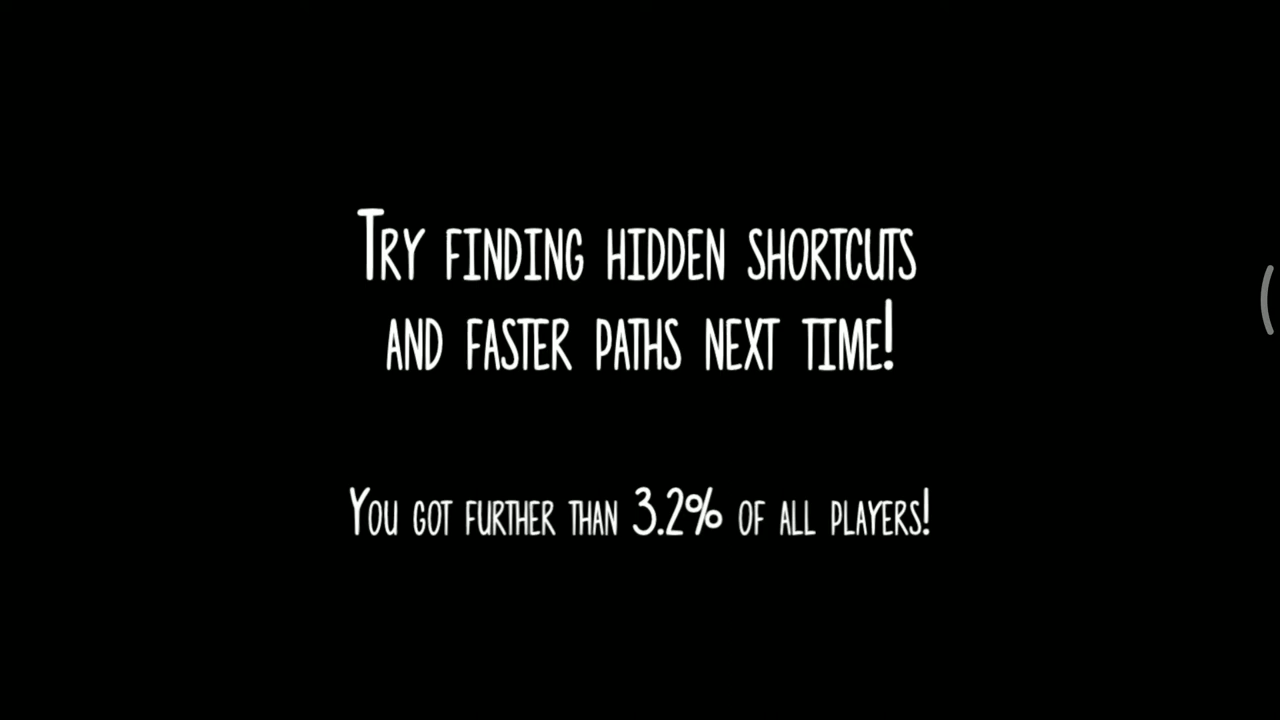 Try finding hidden shortcuts
and faster paths next time!
You got further than 3.2% of all players!